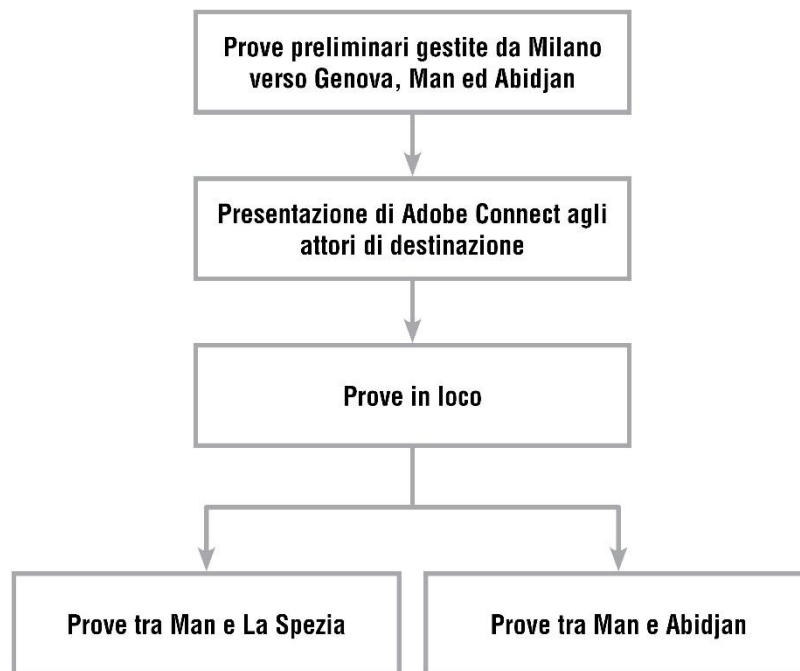 Prove preliminari gestite da Milano
verso Genova, Man ed Abidjan
Presentazione di Adobe Connect agli
attori di destinazione
Prove in loco
Prove tra Man e La Spezia
Prove tra Man e Abidjan